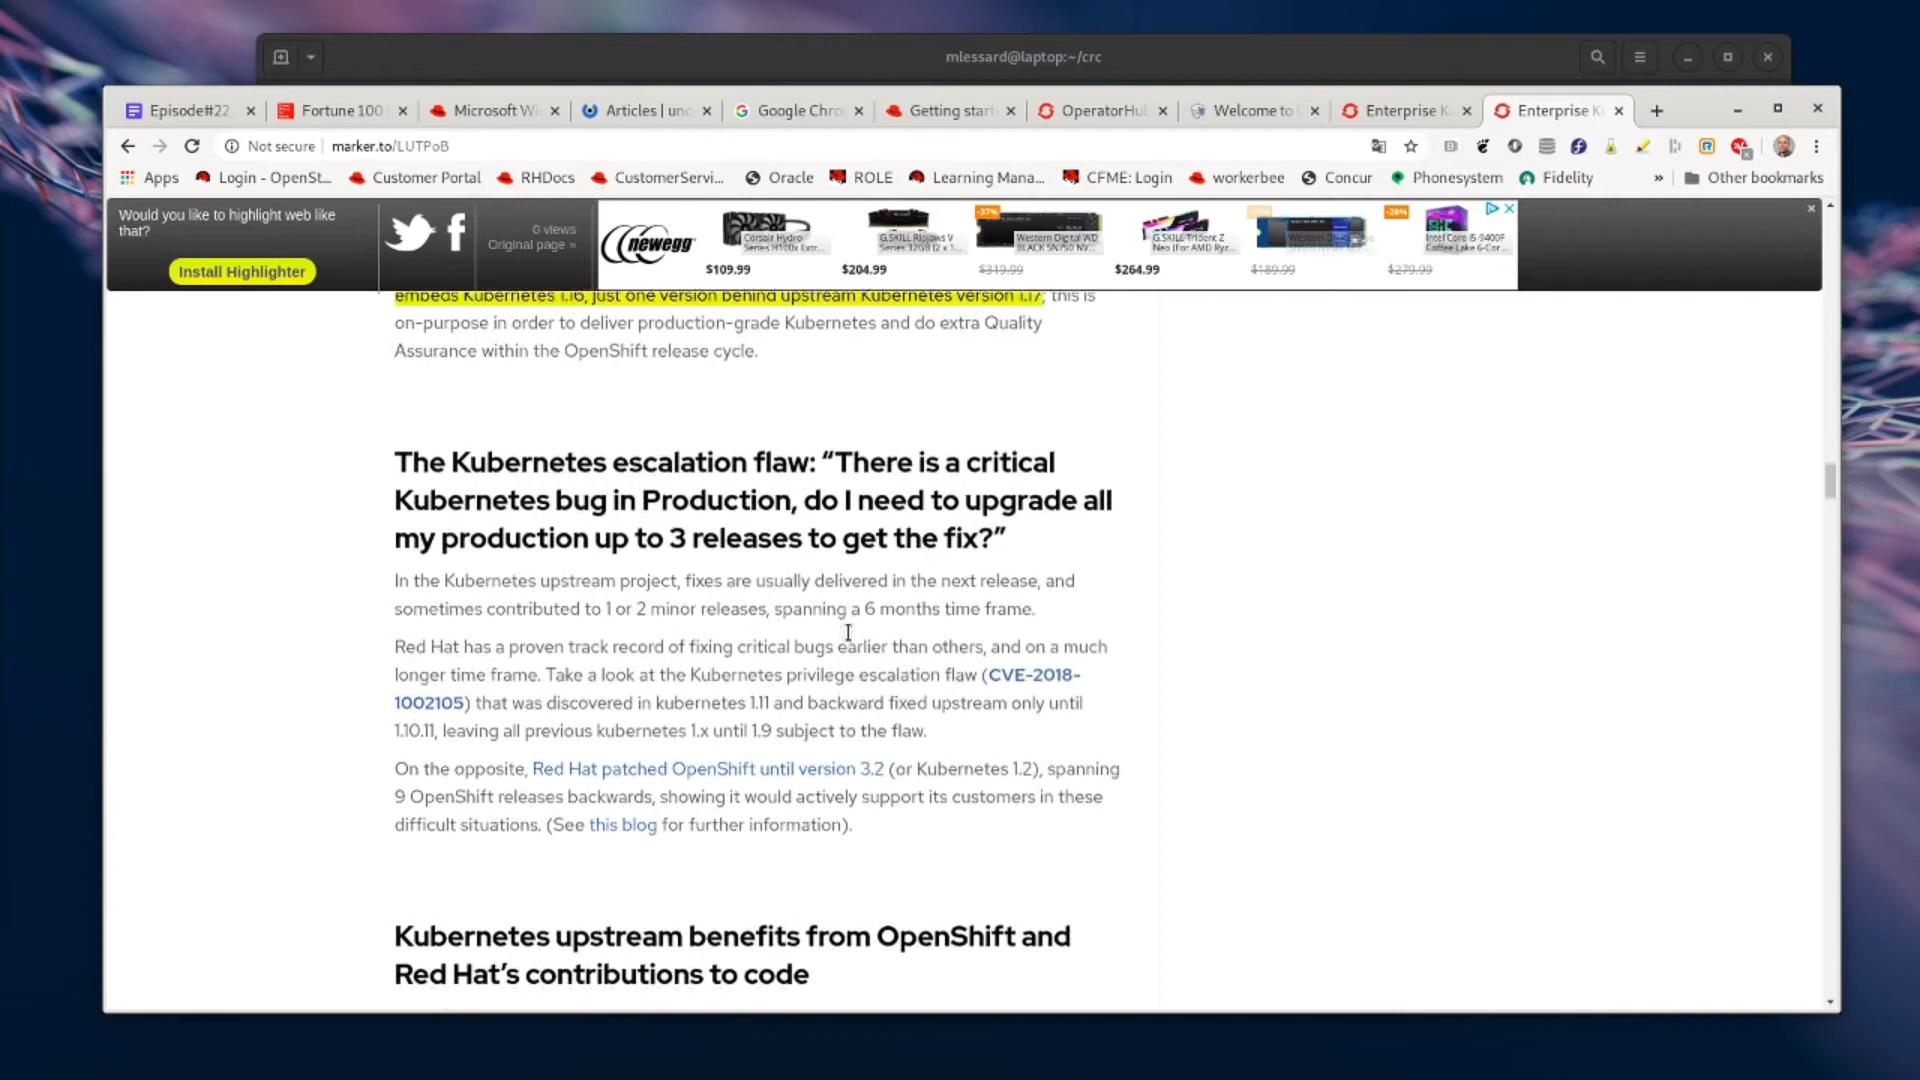 mlessard@laptop:~/crc
Episode#22
Fortune 100
Microsoft Wi
Articles | un
Google Chro
Getting start
OperatorHu
Welcome to
Enterprise K
Enterprise K
Not secure
marker.to/LUTPoB
Apps
Login - OpenSt...
Customer Portal
RHDocs
CustomerServi...
Oracle
ROLE
Learning Mana...
CFME: Login
workerbee
Concur
Phonesystem
Fidelity
»
Other bookmarks
Would you like to highlight web like
that?
Install Highlighter
0 views
Original page »
newegg
Corsair Hydro
Series H100x Extr...
$109.99
G.SKILL Ripjaws V
Series 32GB (2 x 1...
$204.99
-37%
Western Digital WD
BLACK SN750 NV...
$319.99
G.SKILL Trident Z
Neo (For AMD Ryz...
$264.99
$189.99
-28%
Intel Core i5-9400F
Coffee Lake 6-Cor...
$279.99
embeds Kubernetes 1.16, just one version behind upstream Kubernetes version 1.17; this is
on-purpose in order to deliver production-grade Kubernetes and do extra Quality
Assurance within the OpenShift release cycle.
The Kubernetes escalation flaw: “There is a critical
Kubernetes bug in Production, do I need to upgrade all
my production up to 3 releases to get the fix?”
In the Kubernetes upstream project, fixes are usually delivered in the next release, and
sometimes contributed to 1 or 2 minor releases, spanning a 6 months time frame.
Red Hat has a proven track record of fixing critical bugs earlier than others, and on a much
longer time frame. Take a look at the Kubernetes privilege escalation flaw (CVE-2018-
1002105) that was discovered in kubernetes 1.11 and backward fixed upstream only until
1.10.11, leaving all previous kubernetes 1.x until 1.9 subject to the flaw.
On the opposite, Red Hat patched OpenShift until version 3.2 (or Kubernetes 1.2), spanning
9 OpenShift releases backwards, showing it would actively support its customers in these
difficult situations. (See this blog for further information).
Kubernetes upstream benefits from OpenShift and
Red Hat’s contributions to code